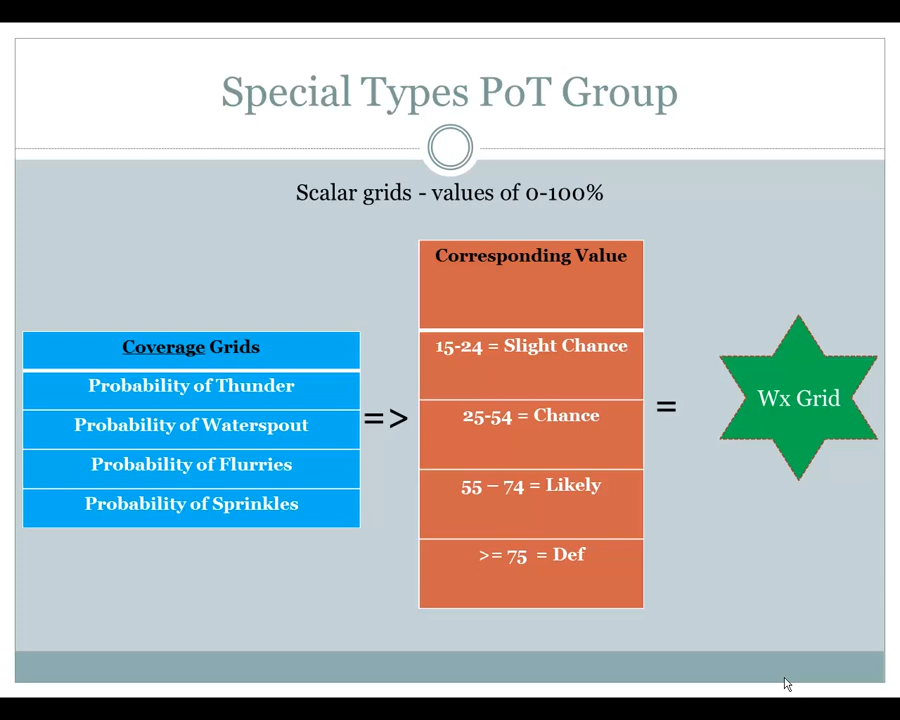 Special Types PoT Group
Scalar grids - values of 0-100%
Coverage Grids
Probability of Thunder
Probability of Waterspout
Probability of Flurries
Probability of Sprinkles
=>
Corresponding Value
15-24 = Slight Chance
25-54 = Chance
55 – 74 = Likely
>= 75  = Def
=
Wx Grid